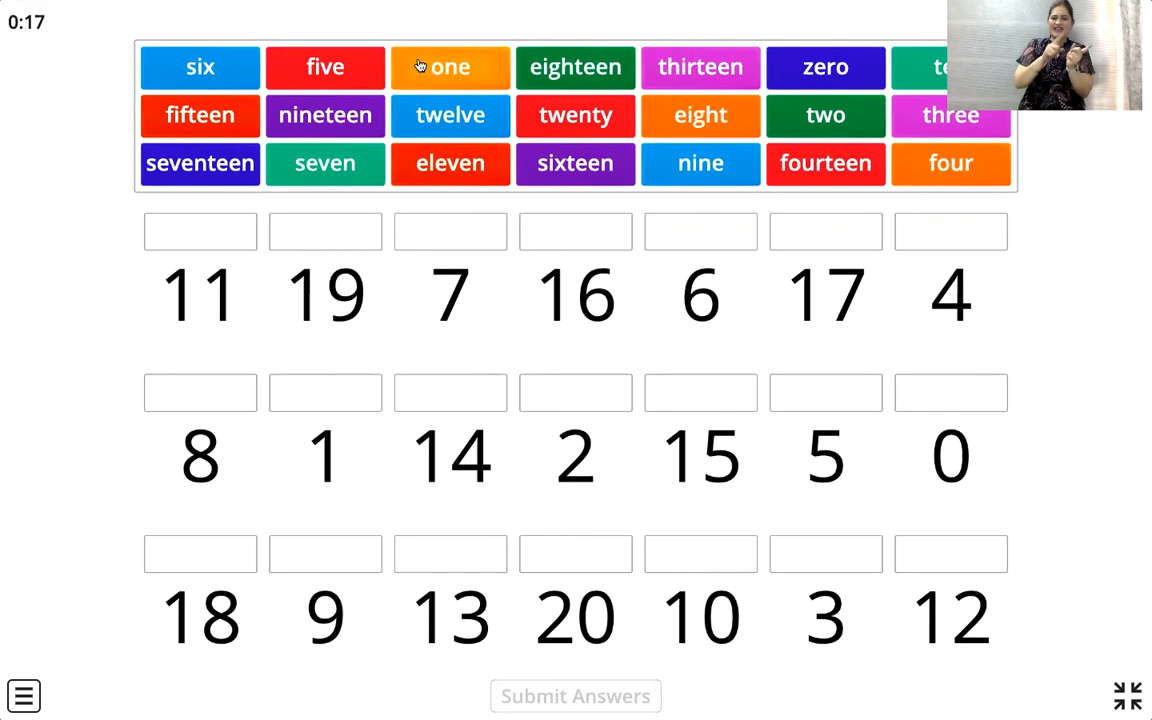 0:17
six five one eighteen thirteen zero
fifteen nineteen twelve twenty eight two three
seventeen seven eleven sixteen nine fourteen four
11 19 7 16 6 17 4
8 1 14 2 15 5 0
18 9 13 20 10 3 12
Submit Answers